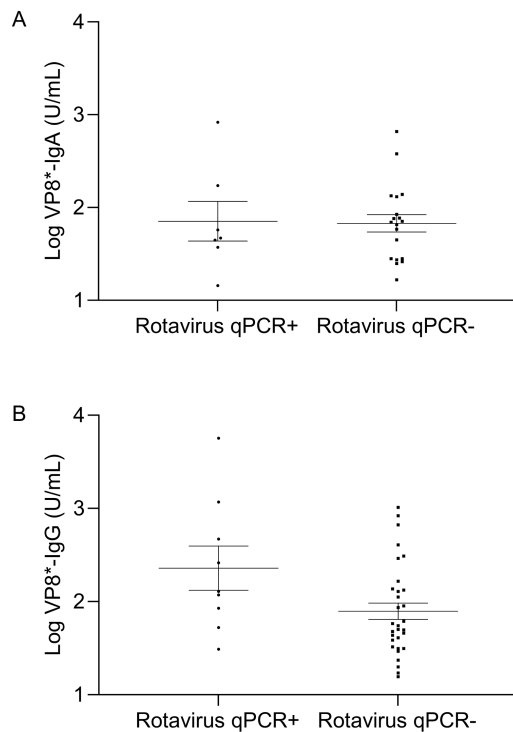 A
Log VP8*-IgA (U/mL)
4
3
2
1
Rotavirus qPCR+ Rotavirus qPCR-
B
Log VP8*-IgG (U/mL)
4
3
2
1
Rotavirus qPCR+ Rotavirus qPCR-